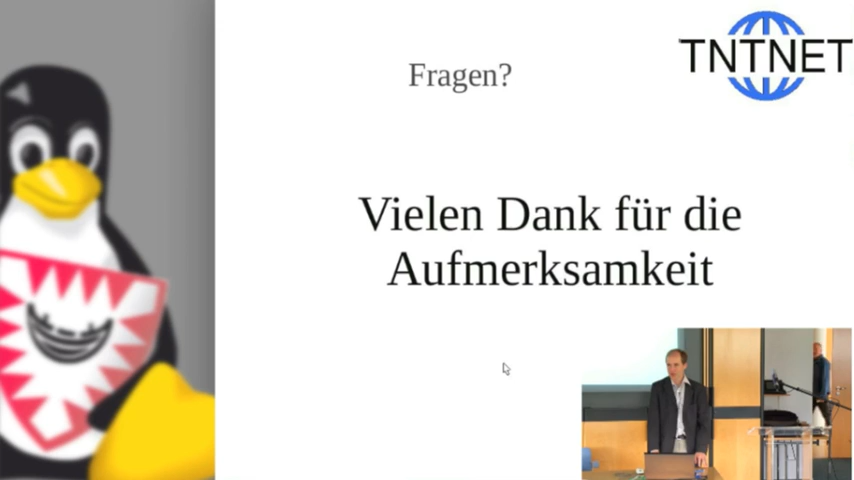 TNTNET
Fragen?
Vielen Dank für die
Aufmerksamkeit